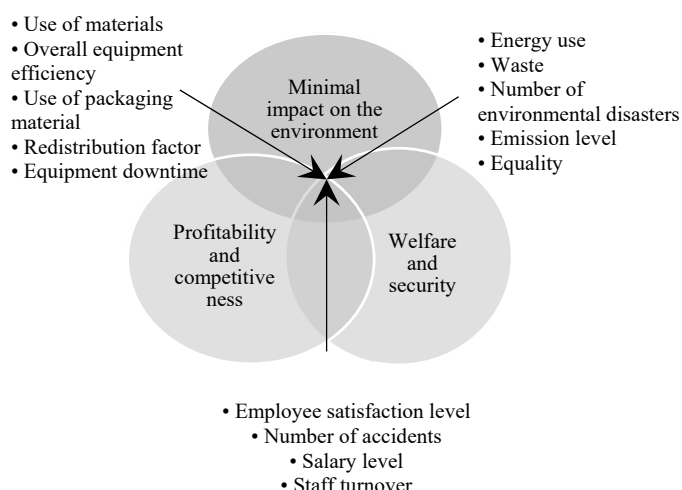 • Use of materials
• Overall equipment
efficiency
• Use of packaging
material
• Redistribution factor
• Equipment downtime
• Energy use
• Waste
• Number of
environmental disasters
• Emission level
• Equality
Minimal
impact on the
environment
Profitability
and
competitive
ness
Welfare
and
security
• Employee satisfaction level
• Number of accidents
• Salary level
• Staff turnover